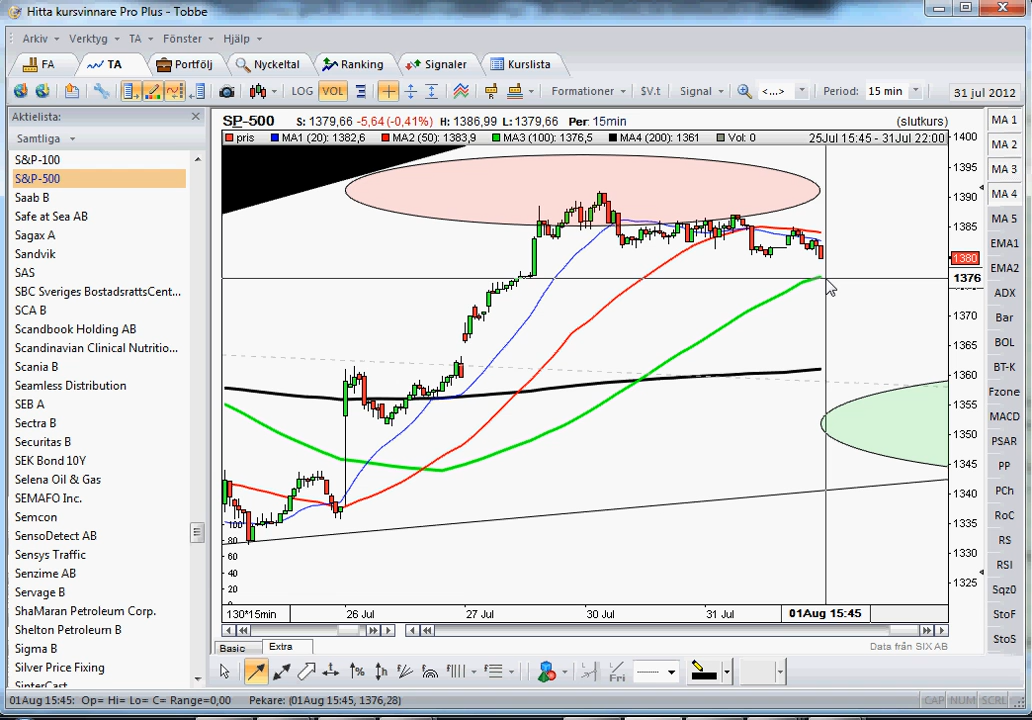 Hitta kursvinnare Pro Plus - Tobbe
Arkiv Verktyg TA Fönster Hjälp
FA TA Portfölj Nyckeltal Ranking Signaler Kurslista
LOG VOL Formationer $V.t Signal <...> Period: 15 min 31 jul 2012
Aktielista:
Samtliga
S&P-100
S&P-500
Saab B
Safe at Sea AB
Sagax A
Sandvik
SAS
SBC Sveriges BostadsrattsCent...
SCA B
Scandbook Holding AB
Scandinavian Clinical Nutritio...
Scania B
Seamless Distribution
SEB A
Sectra B
Securitas B
SEK Bond 10Y
Selena Oil & Gas
SEMAFO Inc.
Semcon
SensoDetect AB
Sensys Traffic
Senzime AB
Servage B
ShaMaran Petroleum Corp.
Shelton Petroleum B
Sigma B
Silver Price Fixing
SinterCart
SP-500 S: 1379,66 -5,64 (-0,41%) H: 1386,99 L: 1379,66 Per: 15min (slutkurs)
pris MA1 (20): 1382,6 MA2 (50): 1383,9 MA3 (100): 1376,5 MA4 (200): 1361 Vol: 0 25Jul 15:45 - 31Jul 22:00
1400
1395
1390
1385
1380
1376
1370
1365
1360
1355
1350
1345
1340
1335
1330
1325
100
80
60
40
20
0
130*15min 26 Jul 27 Jul 30 Jul 31 Jul 01Aug 15:45
Basic Extra
Data från SIX AB
MA 1
MA 2
MA 3
MA 4
MA 5
EMA1
EMA2
ADX
Bar
BOL
BT-K
Fzone
MACD
PSAR
PP
PCh
RoC
RS
RSI
Sqz0
StoF
StoS
Fri
01Aug 15:45: Op= Hi= Lo= C= Range=0,00 Pekare: (01Aug 15:45, 1376,28) CAP NUM SCRL